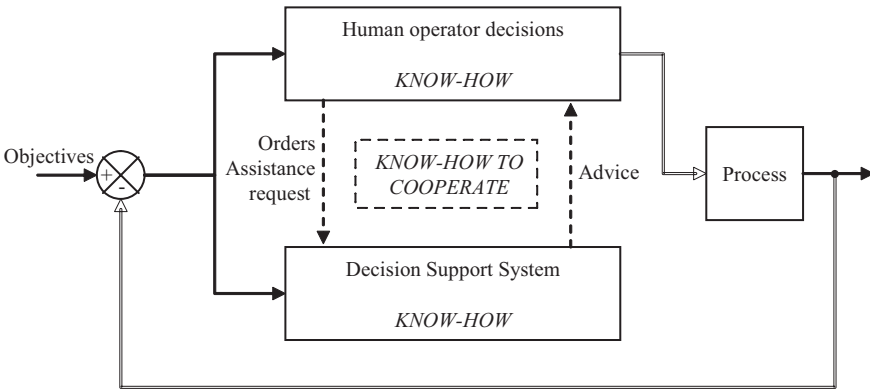 Human operator decisions
KNOW-HOW
Objectives
+
-
Orders
Assistance
request
KNOW-HOW TO
COOPERATE
Advice
Process
Decision Support System
KNOW-HOW